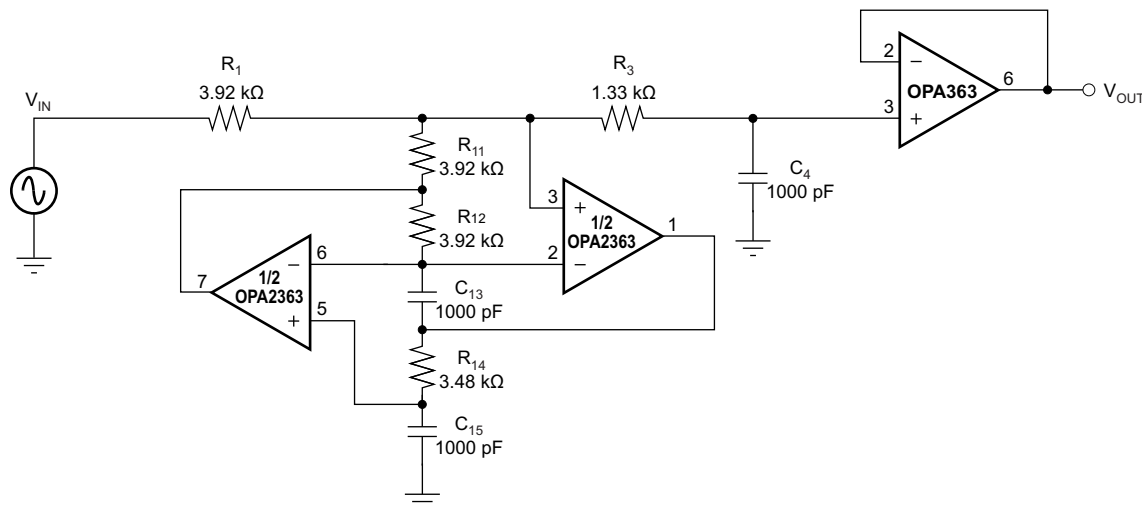 R1
3.92 kΩ
VIN
R3
1.33 kΩ
2
−
OPA363
6
3
+
VOUT
R11
3.92 kΩ
C4
1000 pF
R12
3.92 kΩ
3
+
1/2
OPA2363
1
2
−
6
−
7
1/2
OPA2363
5
+
C13
1000 pF
R14
3.48 kΩ
C15
1000 pF